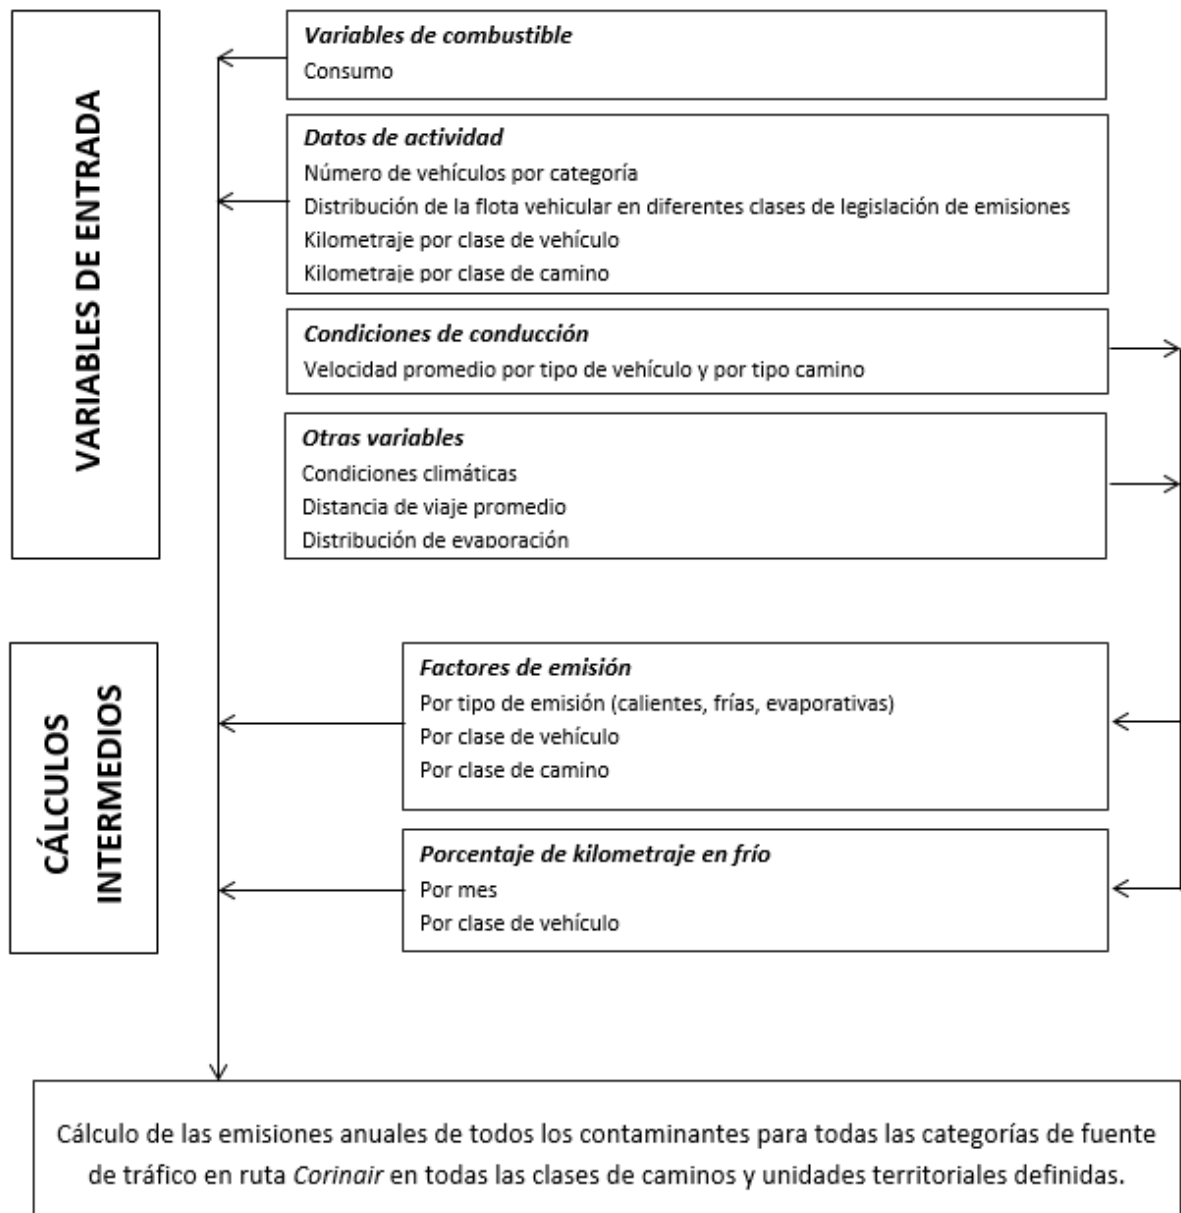 VARIABLES DE ENTRADA
Variables de combustible
Consumo
Datos de actividad
Número de vehículos por categoría
Distribución de la flota vehicular en diferentes clases de legislación de emisiones
Kilometraje por clase de vehículo
Kilometraje por clase de camino
Condiciones de conducción
Velocidad promedio por tipo de vehículo y por tipo camino
Otras variables
Condiciones climáticas
Distancia de viaje promedio
Distribución de evaporación
CÁLCULOS
INTERMEDIOS
Factores de emisión
Por tipo de emisión (calientes, frías, evaporativas)
Por clase de vehículo
Por clase de camino
Porcentaje de kilometraje en frío
Por mes
Por clase de vehículo
Cálculo de las emisiones anuales de todos los contaminantes para todas las categorías de fuente
de tráfico en ruta Corinair en todas las clases de caminos y unidades territoriales definidas.